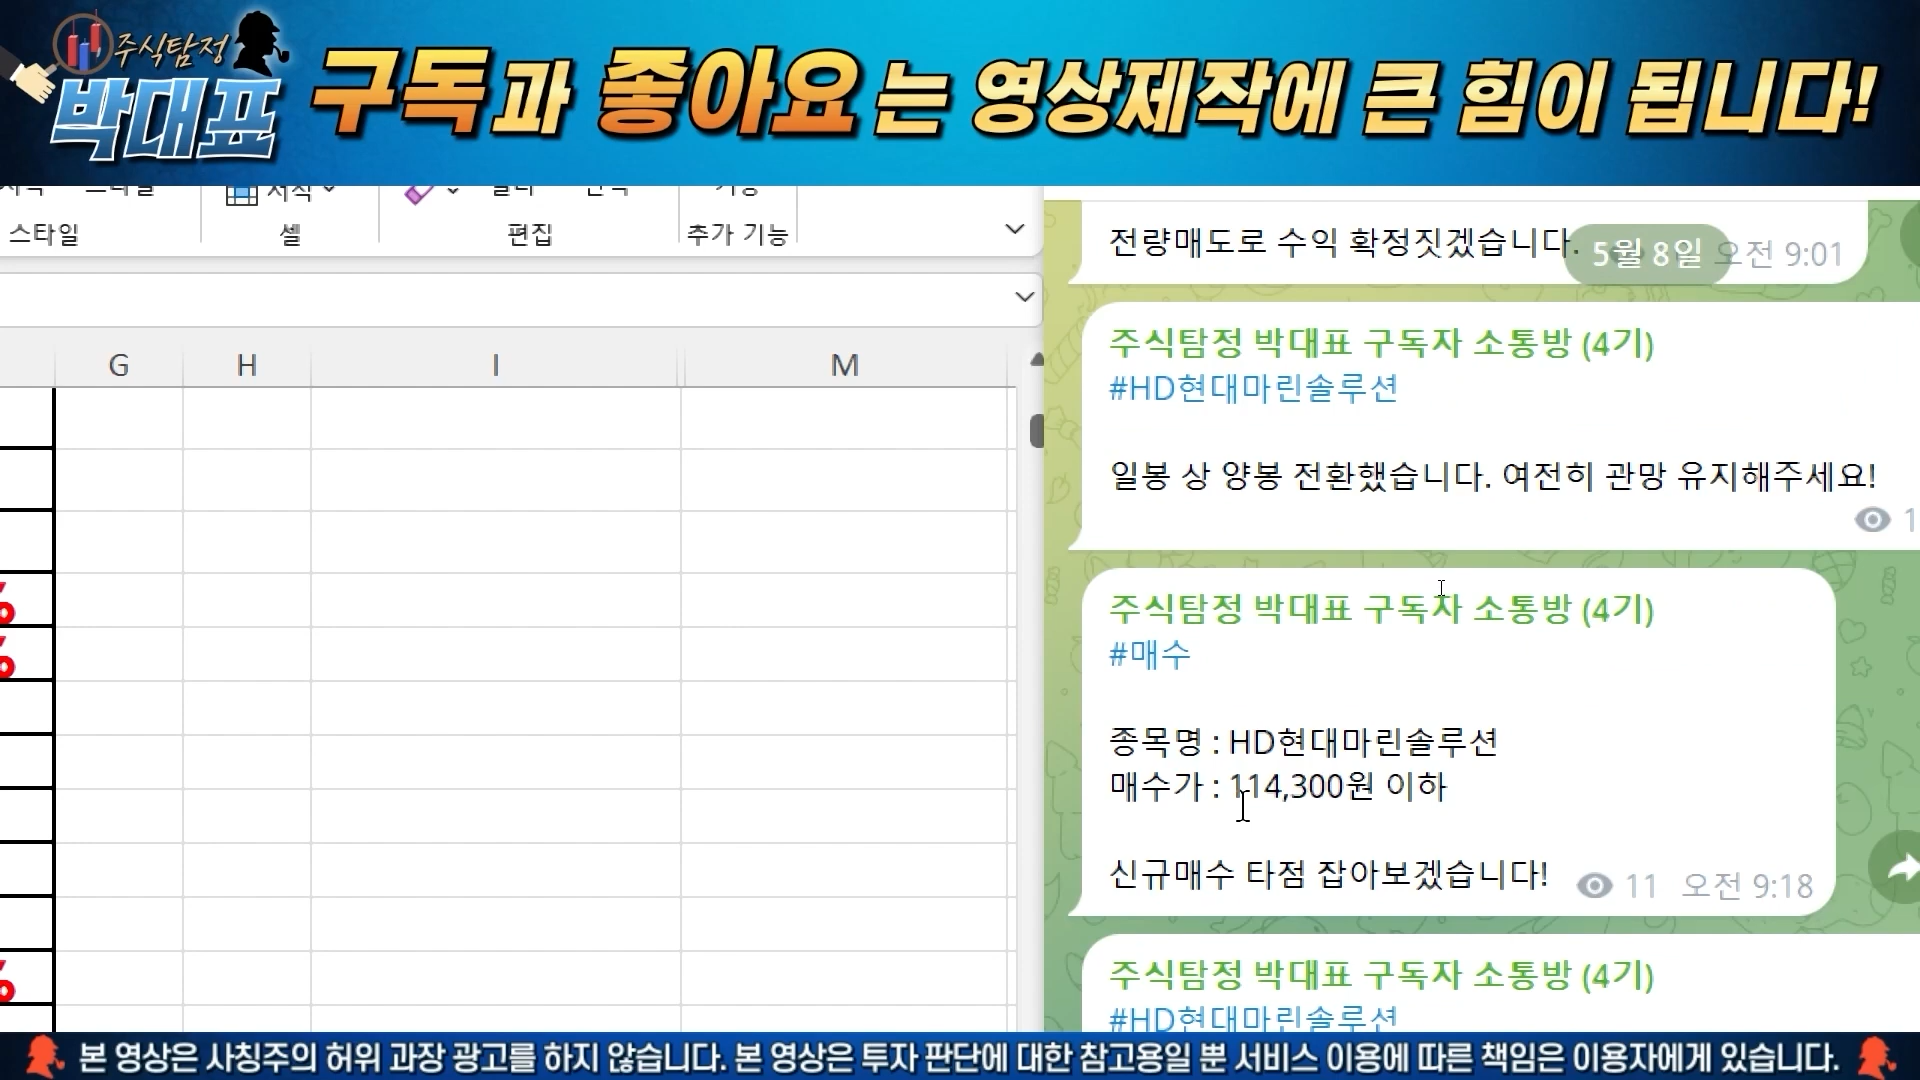 주식탐정
박대표
구독과 좋아요는 영상제작에 큰 힘이 됩니다!
서식
스타일
셀
편집
추가 기능
G H I M
%
%
%
전량매도로 수익 확정짓겠습니다.
5월 8일
오전 9:01
주식탐정 박대표 구독자 소통방 (4기)
#HD현대마린솔루션
일봉 상 양봉 전환했습니다. 여전히 관망 유지해주세요!
1
주식탐정 박대표 구독자 소통방 (4기)
#매수
종목명 : HD현대마린솔루션
매수가 : 114,300원 이하
신규매수 타점 잡아보겠습니다!
11 오전 9:18
주식탐정 박대표 구독자 소통방 (4기)
#HD현대마린솔루션
본 영상은 사칭주의 허위 과장 광고를 하지 않습니다. 본 영상은 투자 판단에 대한 참고용일 뿐 서비스 이용에 따른 책임은 이용자에게 있습니다.